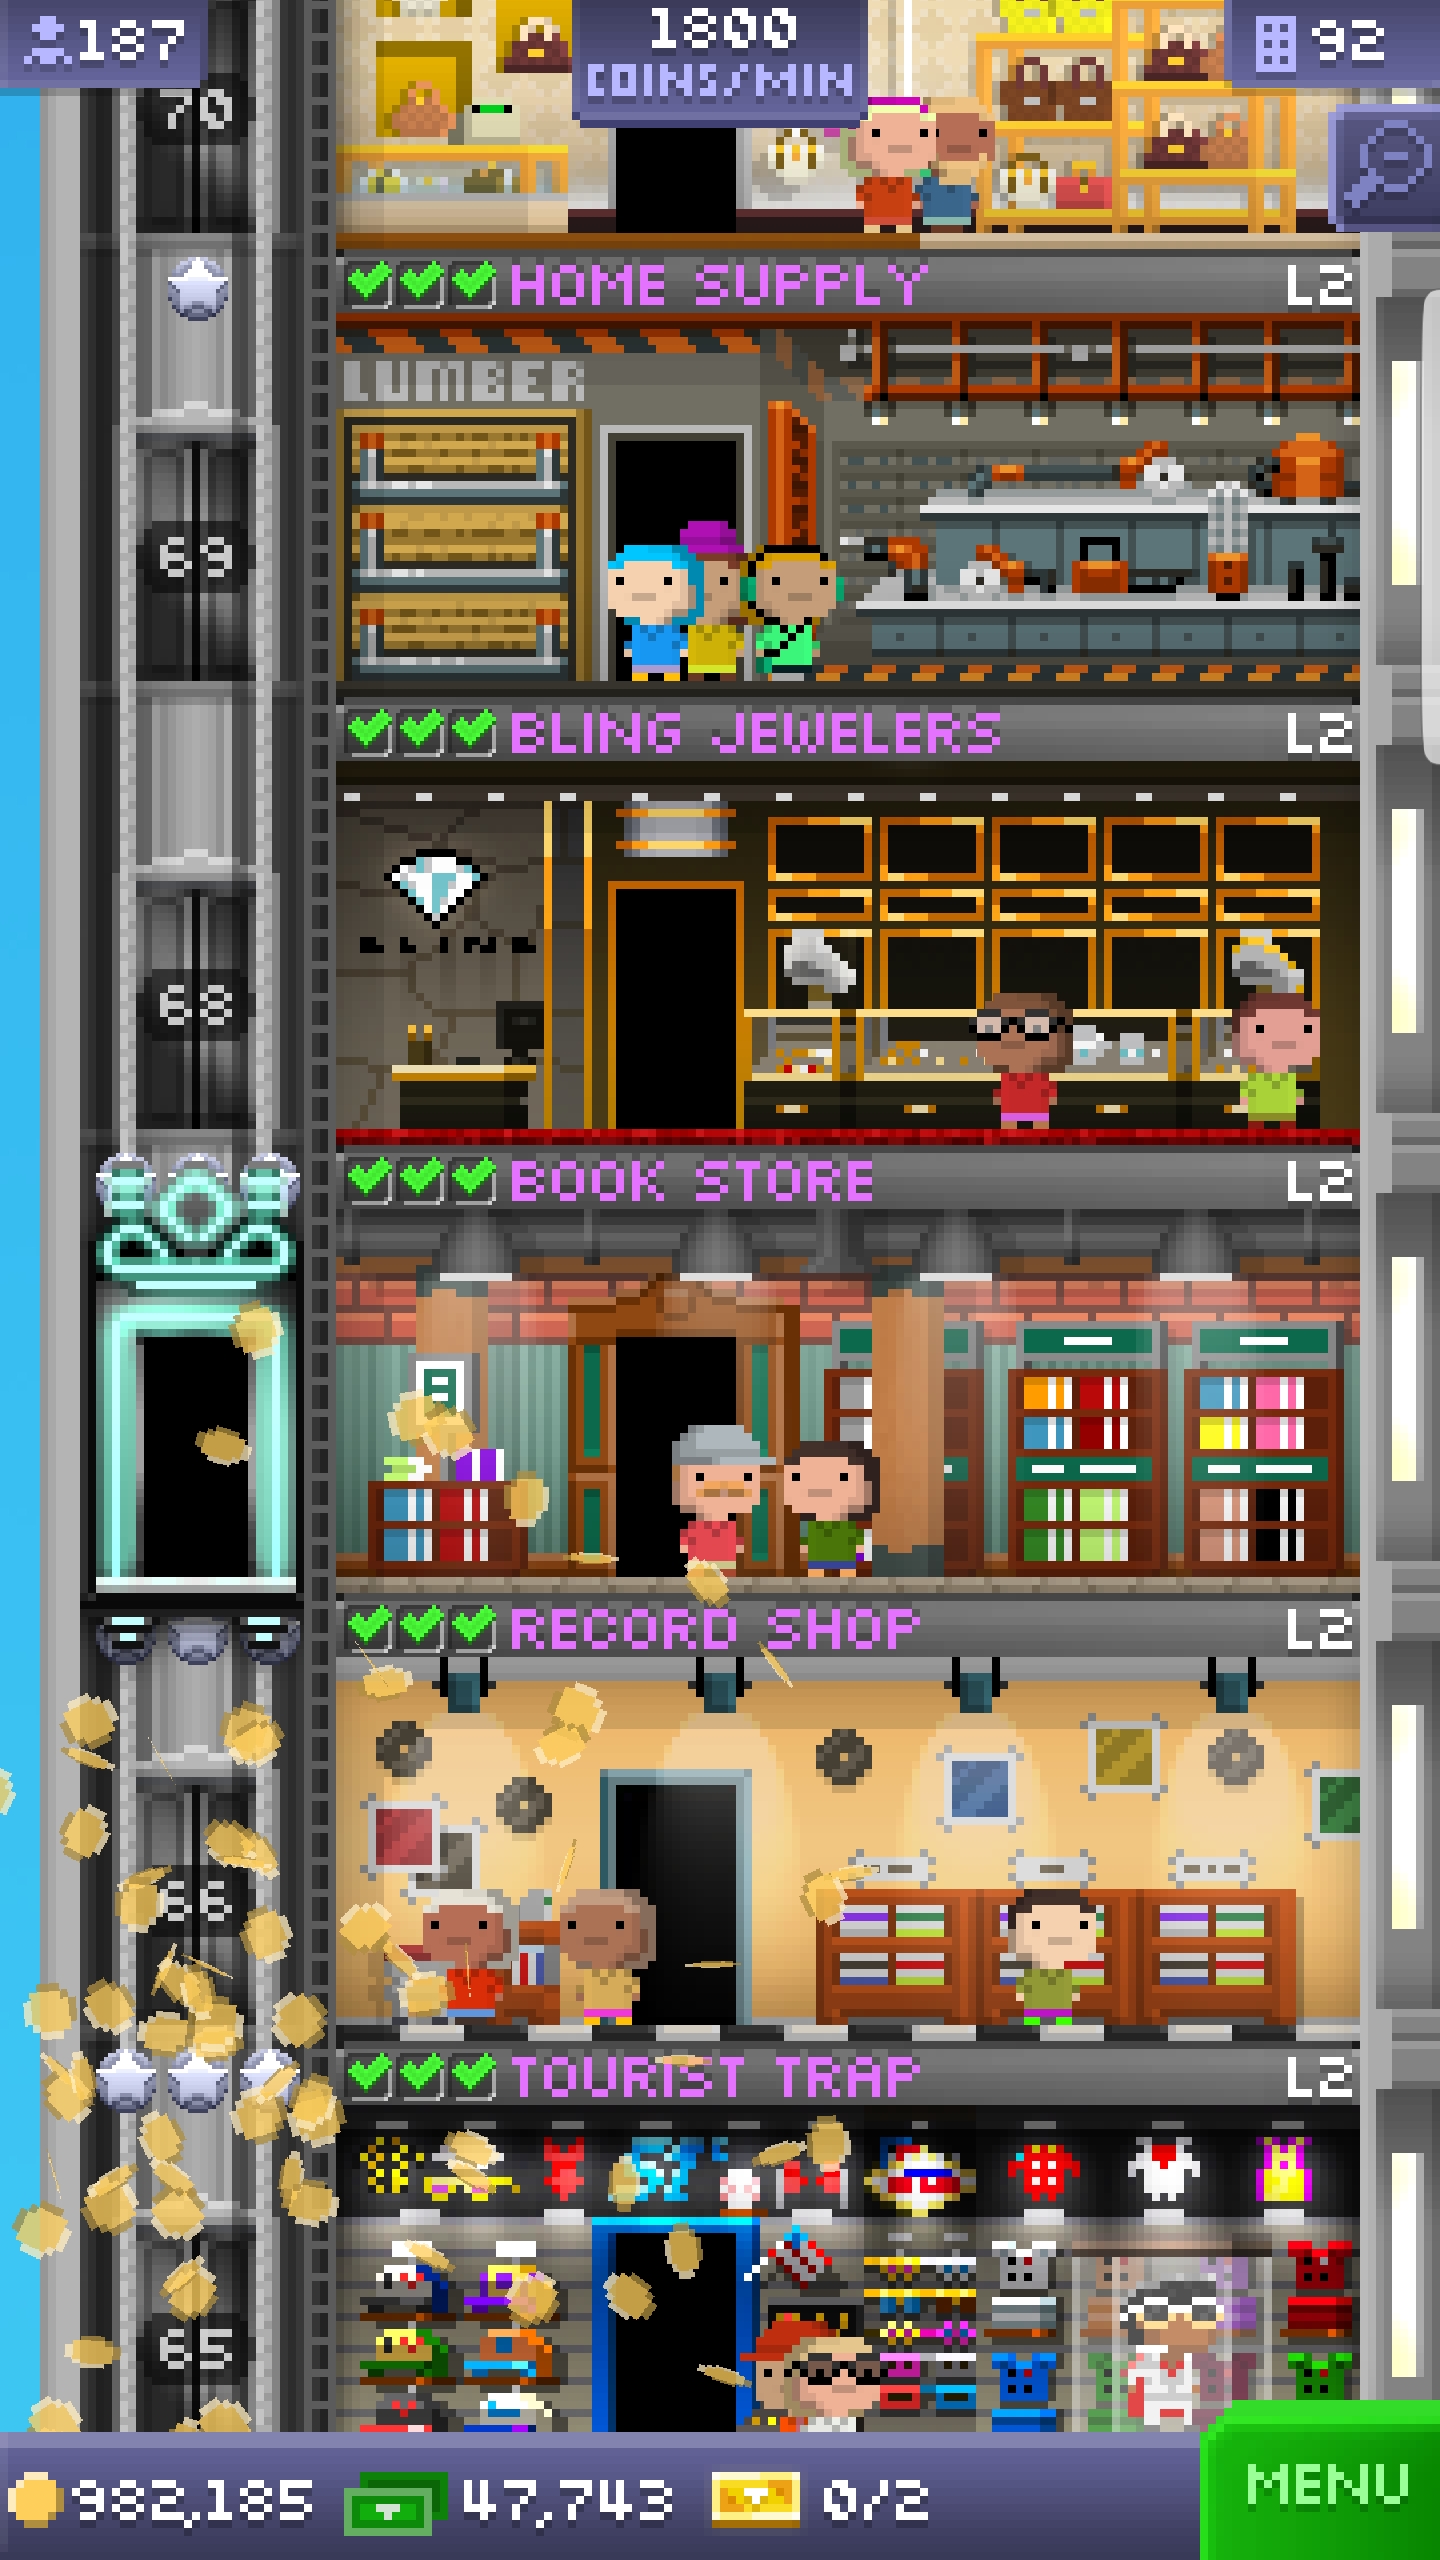 187
1800
COINS/MIN
92
70
HOME SUPPLY L2
LUMBER
69
BLING JEWELERS L2
BLING
68
BOOK STORE L2
RECORD SHOP L2
66
TOURIST TRAP L2
65
982,185 47,743 0/2
MENU